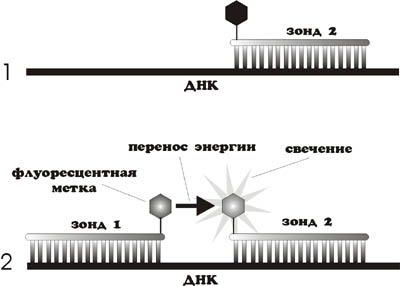 зонд 2
1
ДНК
перенос энергии
свечение
флуоресцентная
метка
зонд 1
зонд 2
2
ДНК